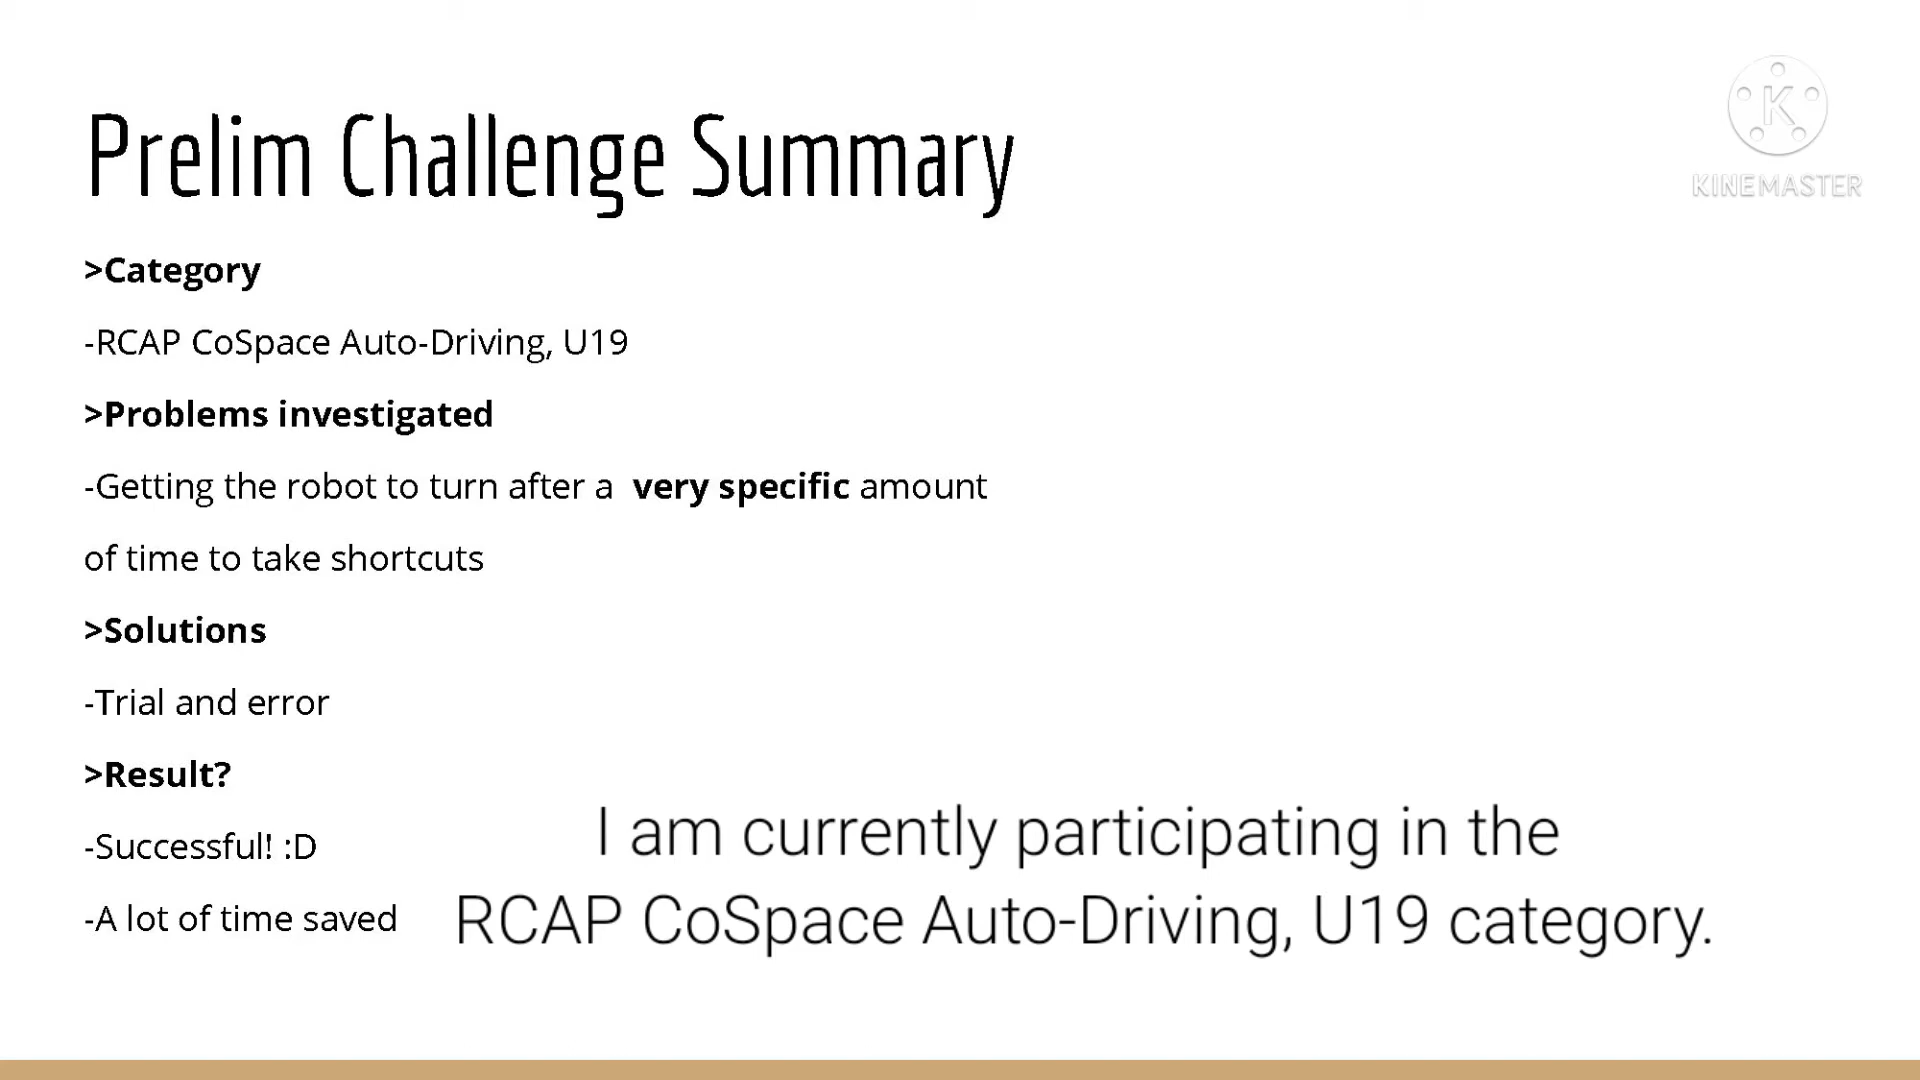 Prelim Challenge Summary
K
KINEMASTER
>Category
-RCAP CoSpace Auto-Driving, U19
>Problems investigated
-Getting the robot to turn after a very specific amount
of time to take shortcuts
>Solutions
-Trial and error
>Result?
-Successful! :D
-A lot of time saved
I am currently participating in the
RCAP CoSpace Auto-Driving, U19 category.